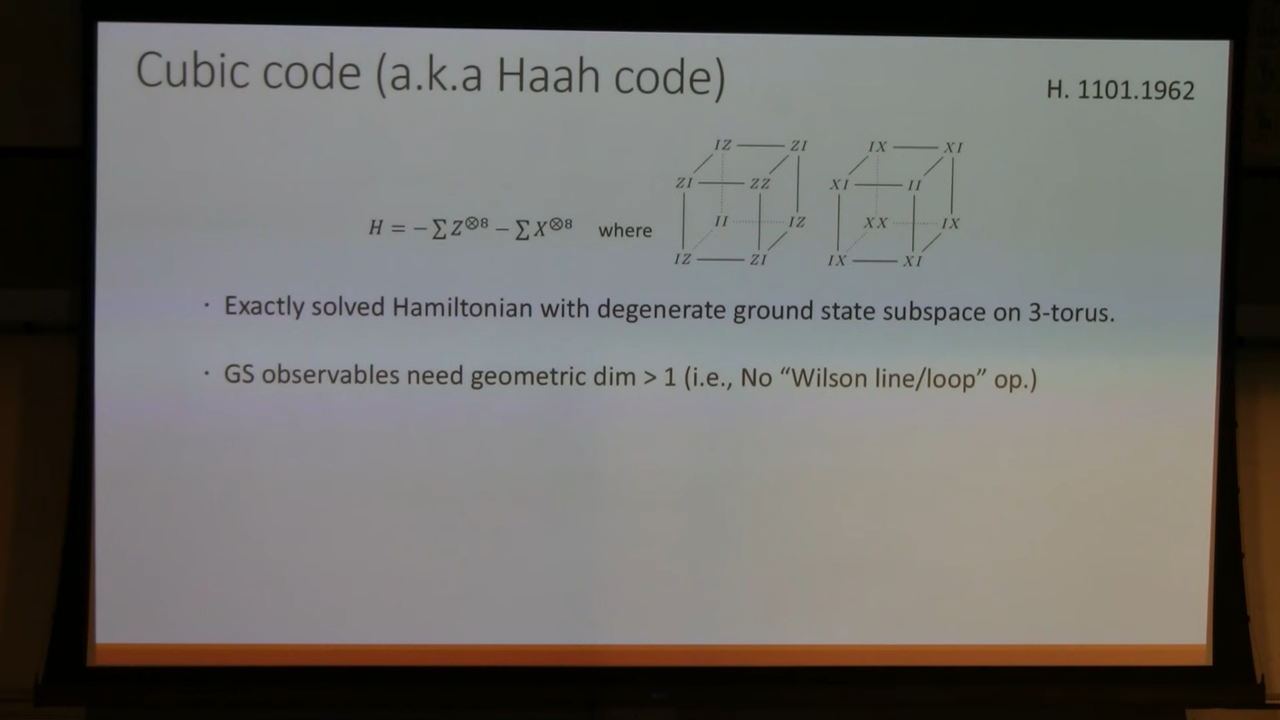 Cubic code (a.k.a Haah code)
H. 1101.1962
IZ ZI IX XI
ZI ZZ XI II
H = −∑Z⊗8 − ∑X⊗8 where
II IZ XX IX
IZ ZI IX XI
· Exactly solved Hamiltonian with degenerate ground state subspace on 3-torus.
· GS observables need geometric dim > 1 (i.e., No “Wilson line/loop” op.)